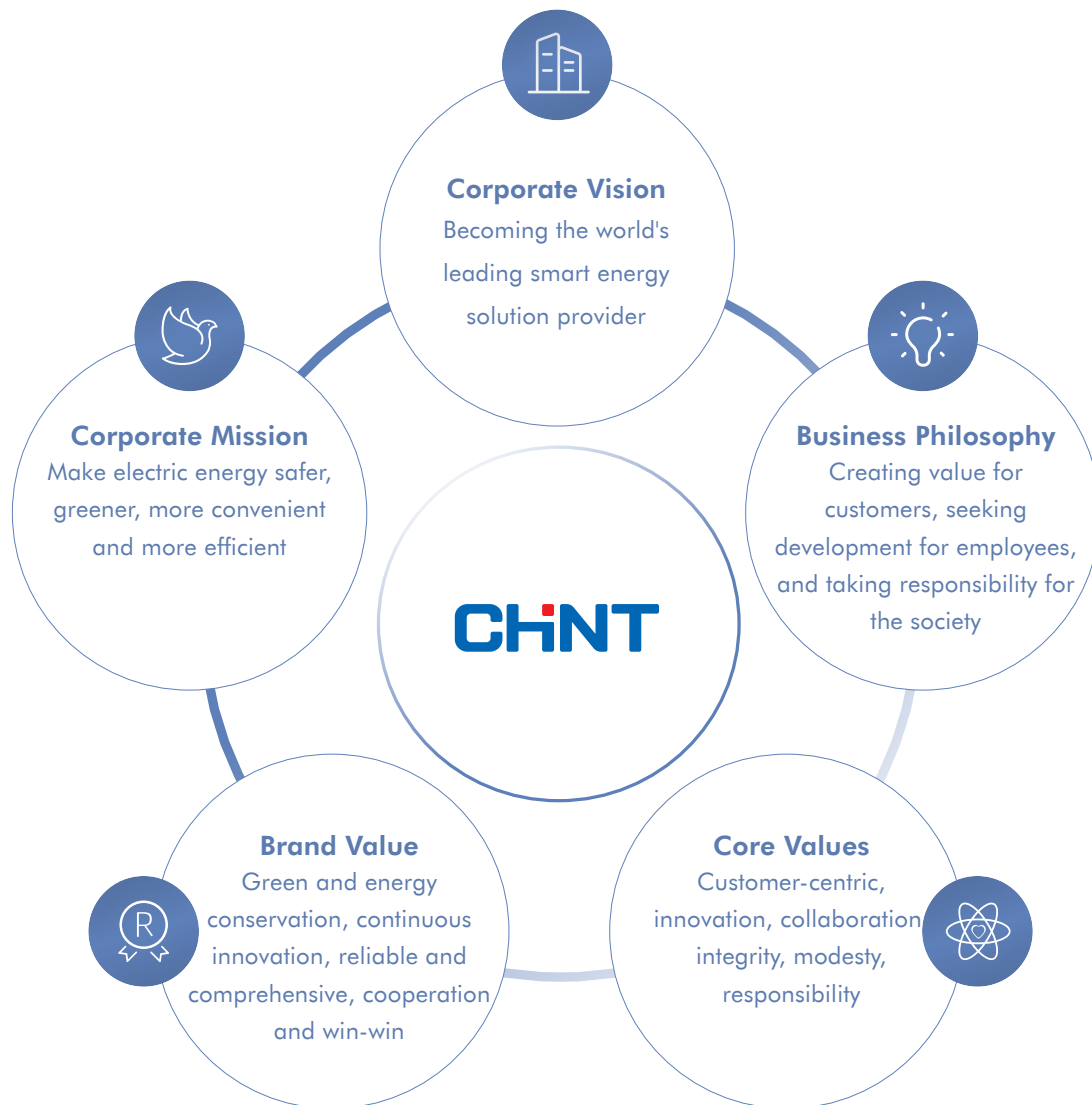 Corporate Vision
Becoming the world's
leading smart energy
solution provider
Corporate Mission
Make electric energy safer,
greener, more convenient
and more efficient
Business Philosophy
Creating value for
customers, seeking
development for employees,
and taking responsibility for
the society
CHiNT
Brand Value
Green and energy
conservation, continuous
innovation, reliable and
comprehensive, cooperation
and win-win
R
Core Values
Customer-centric,
innovation, collaboration
integrity, modesty,
responsibility